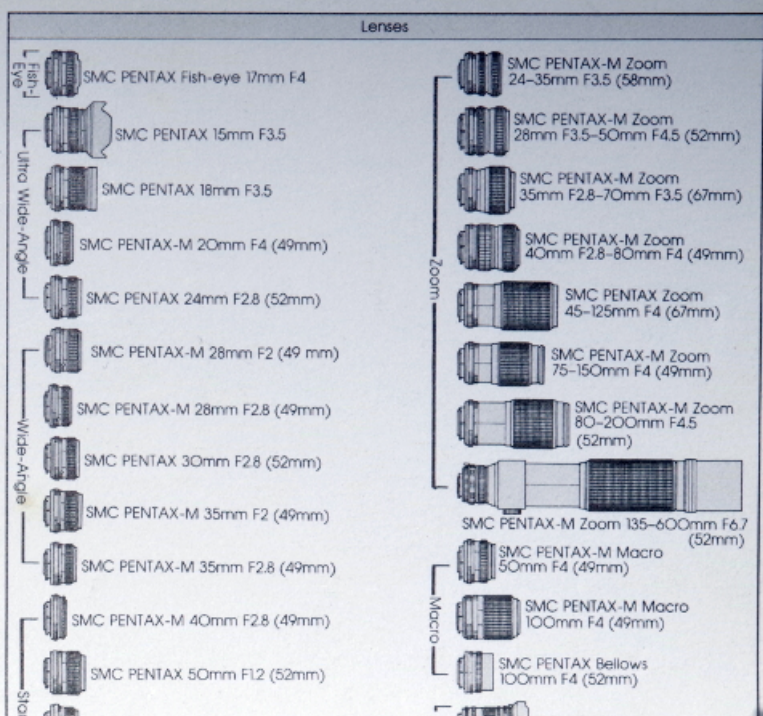 Lenses
Fish-
Eye
SMC PENTAX Fish-eye 17mm F4
Ultra Wide-Angle
SMC PENTAX 15mm F3.5
SMC PENTAX 18mm F3.5
SMC PENTAX-M 20mm F4 (49mm)
SMC PENTAX 24mm F2.8 (52mm)
Wide-Angle
SMC PENTAX-M 28mm F2 (49 mm)
SMC PENTAX-M 28mm F2.8 (49mm)
SMC PENTAX 30mm F2.8 (52mm)
SMC PENTAX-M 35mm F2 (49mm)
SMC PENTAX-M 35mm F2.8 (49mm)
SMC PENTAX-M 40mm F2.8 (49mm)
SMC PENTAX 50mm F1.2 (52mm)
Zoom
SMC PENTAX-M Zoom
24–35mm F3.5 (58mm)
SMC PENTAX-M Zoom
28mm F3.5–50mm F4.5 (52mm)
SMC PENTAX-M Zoom
35mm F2.8–70mm F3.5 (67mm)
SMC PENTAX-M Zoom
40mm F2.8–80mm F4 (49mm)
SMC PENTAX Zoom
45–125mm F4 (67mm)
SMC PENTAX-M Zoom
75–150mm F4 (49mm)
SMC PENTAX-M Zoom
80–200mm F4.5
(52mm)
SMC PENTAX-M Zoom 135–600mm F6.7
(52mm)
Macro
SMC PENTAX-M Macro
50mm F4 (49mm)
SMC PENTAX-M Macro
100mm F4 (49mm)
SMC PENTAX Bellows
100mm F4 (52mm)